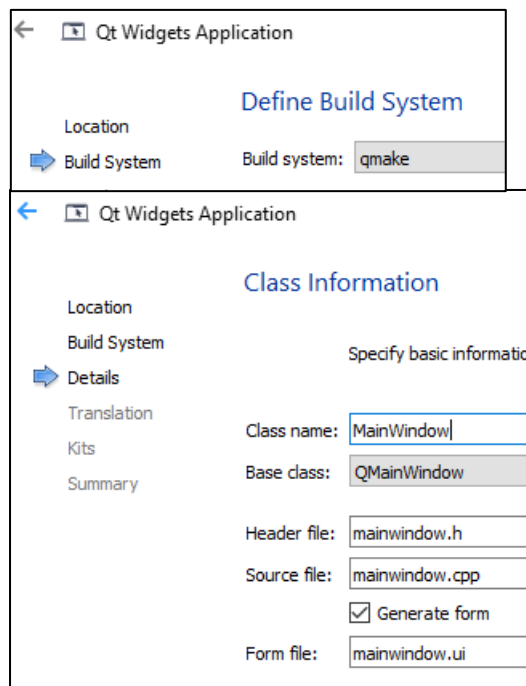 Qt Widgets Application
Define Build System
Location
Build System
Build system: qmake
Qt Widgets Application
Class Information
Location
Build System
Details
Translation
Kits
Summary
Specify basic informatio
Class name: MainWindow
Base class: QMainWindow
Header file: mainwindow.h
Source file: mainwindow.cpp
Generate form
Form file: mainwindow.ui